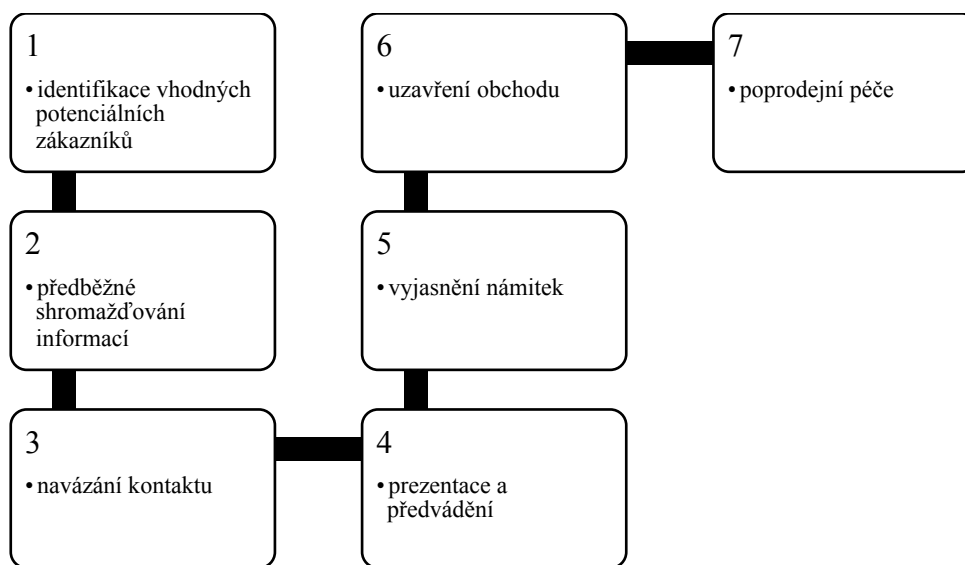 1
• identifikace vhodných
potenciálních
zákazníků
2
• předběžné
shromažďování
informací
3
• navázání kontaktu
4
• prezentace a
předvádění
5
• vyjasnění námitek
6
• uzavření obchodu
7
• poprodejní péče